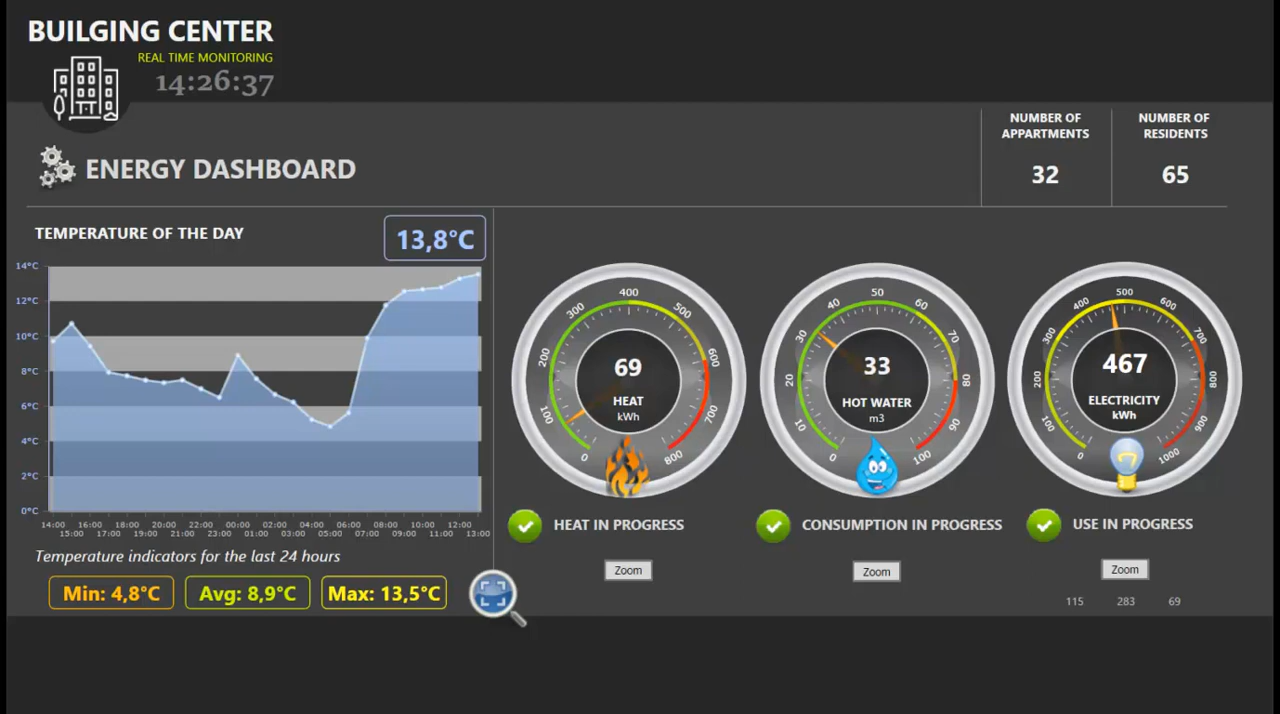 BUILGING CENTER
REAL TIME MONITORING
14:26:37
ENERGY DASHBOARD
NUMBER OF
APPARTMENTS
32
NUMBER OF
RESIDENTS
65
TEMPERATURE OF THE DAY
13,8°C
14°C
12°C
10°C
8°C
6°C
4°C
2°C
0°C
14:00 16:00 18:00 20:00 22:00 00:00 02:00 04:00 06:00 08:00 10:00 12:00
15:00 17:00 19:00 21:00 23:00 01:00 03:00 05:00 07:00 09:00 11:00 13:00
Temperature indicators for the last 24 hours
Min: 4,8°C
Avg: 8,9°C
Max: 13,5°C
0 100 200 300 400 500 600 700 800
69
HEAT
kWh
HEAT IN PROGRESS
Zoom
0 10 20 30 40 50 60 70 80 90 100
33
HOT WATER
m3
CONSUMPTION IN PROGRESS
Zoom
0 100 200 300 400 500 600 700 800 900 1000
467
ELECTRICITY
kWh
USE IN PROGRESS
Zoom
115 283 69